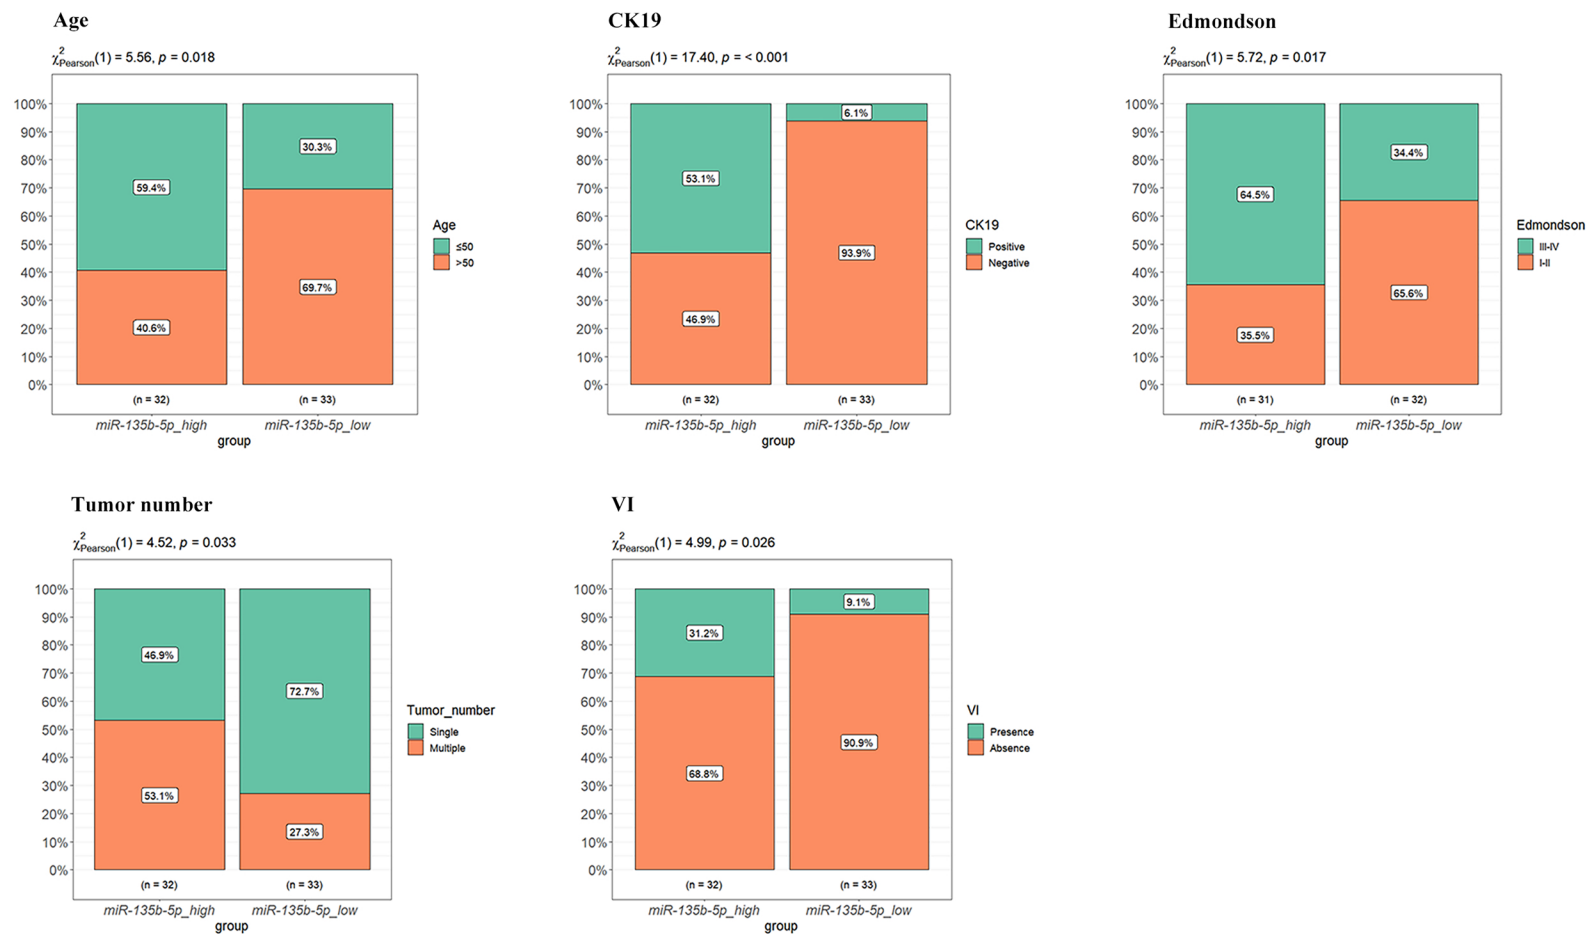 Age
χ²Pearson(1) = 5.56, p = 0.018
100%
90%
80%
70%
60%
50%
40%
30%
20%
10%
0%
59.4%
40.6%
30.3%
69.7%
(n = 32)
(n = 33)
miR-135b-5p_high
miR-135b-5p_low
group
Age
≤50
>50
CK19
χ²Pearson(1) = 17.40, p = < 0.001
100%
90%
80%
70%
60%
50%
40%
30%
20%
10%
0%
53.1%
46.9%
6.1%
93.9%
(n = 32)
(n = 33)
miR-135b-5p_high
miR-135b-5p_low
group
CK19
Positive
Negative
Edmondson
χ²Pearson(1) = 5.72, p = 0.017
100%
90%
80%
70%
60%
50%
40%
30%
20%
10%
0%
64.5%
35.5%
34.4%
65.6%
(n = 31)
(n = 32)
miR-135b-5p_high
miR-135b-5p_low
group
Edmondson
III-IV
I-II
Tumor number
χ²Pearson(1) = 4.52, p = 0.033
100%
90%
80%
70%
60%
50%
40%
30%
20%
10%
0%
46.9%
53.1%
72.7%
27.3%
(n = 32)
(n = 33)
miR-135b-5p_high
miR-135b-5p_low
group
Tumor_number
Single
Multiple
VI
χ²Pearson(1) = 4.99, p = 0.026
100%
90%
80%
70%
60%
50%
40%
30%
20%
10%
0%
31.2%
68.8%
9.1%
90.9%
(n = 32)
(n = 33)
miR-135b-5p_high
miR-135b-5p_low
group
VI
Presence
Absence